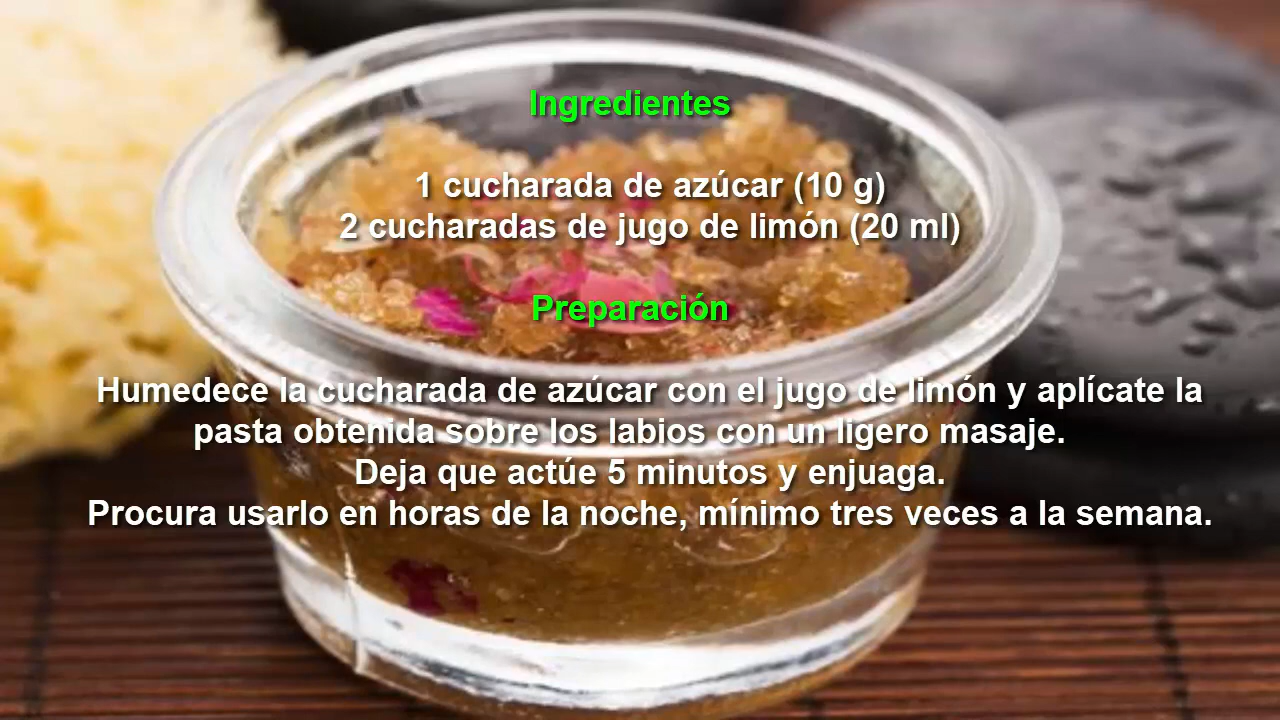 Ingredientes
1 cucharada de azúcar (10 g)
2 cucharadas de jugo de limón (20 ml)
Preparación
Humedece la cucharada de azúcar con el jugo de limón y aplícate la
pasta obtenida sobre los labios con un ligero masaje.
Deja que actúe 5 minutos y enjuaga.
Procura usarlo en horas de la noche, mínimo tres veces a la semana.